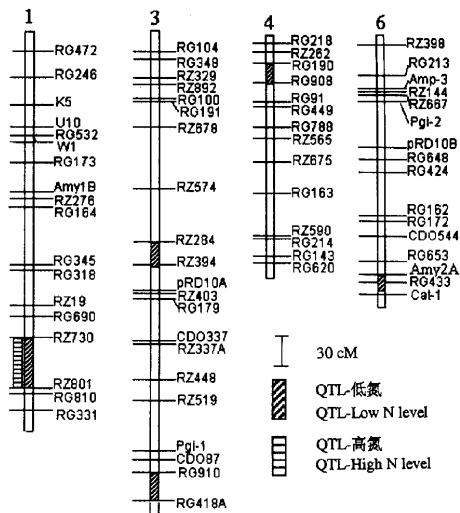 1
RG472
RG246
K5
U10
RG532
W1
RG173
Amy1B
RZ276
RG164
RG345
RG318
RZ19
RG690
RZ730
RZ801
RG810
RG331
3
RG104
RG348
RZ329
RZ892
RG100
RG191
RZ678
RZ574
RZ284
RZ394
pRD10A
RZ403
RG179
CDO337
RZ337A
RZ448
RZ519
Pgi-1
CDO87
RG910
RG418A
4
RG218
RZ262
RG190
RG908
RG91
RG449
RG788
RZ565
RZ675
RG163
RZ590
RG214
RG143
RG620
6
RZ398
RG213
Amp-3
RZ144
RZ667
Pgi-2
pRD10B
RG648
RG424
RG162
RG172
CDO544
RG653
Amy2A
RG433
Cat-1
30 cM
QTL-低氮
QTL-Low N level
QTL-高氮
QTL-High N level